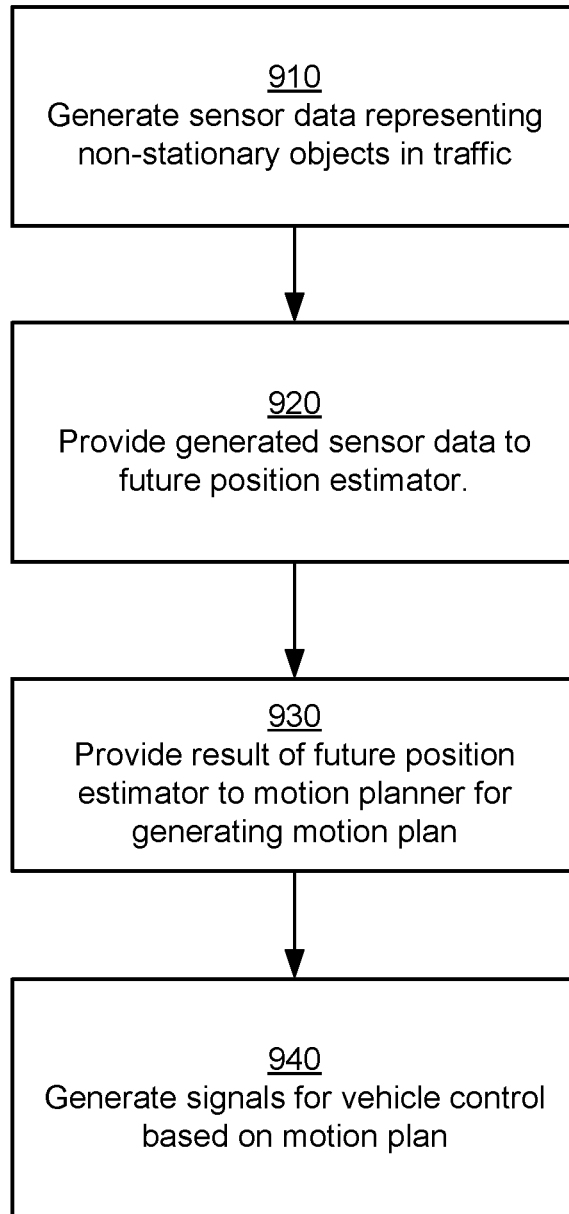 910
Generate sensor data representing
non-stationary objects in traffic
920
Provide generated sensor data to
future position estimator.
930
Provide result of future position
estimator to motion planner for
generating motion plan
940
Generate signals for vehicle control
based on motion plan